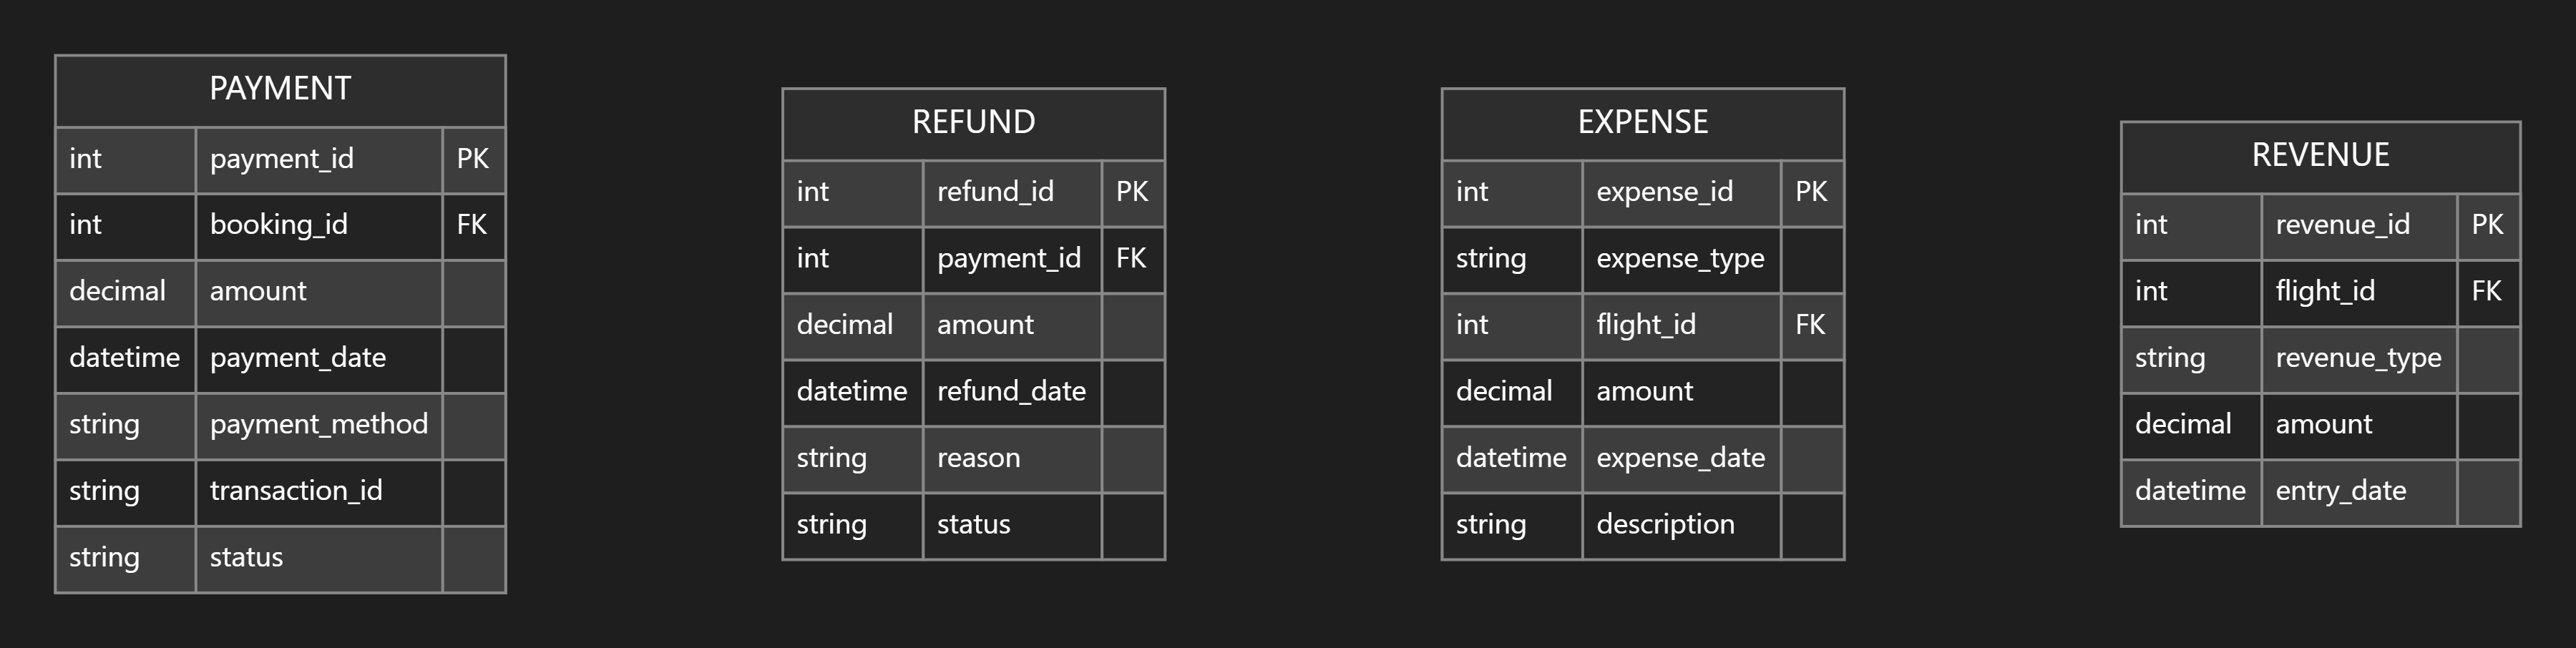 PAYMENT
int payment_id PK
int booking_id FK
decimal amount
datetime payment_date
string payment_method
string transaction_id
string status
REFUND
int refund_id PK
int payment_id FK
decimal amount
datetime refund_date
string reason
string status
EXPENSE
int expense_id PK
string expense_type
int flight_id FK
decimal amount
datetime expense_date
string description
REVENUE
int revenue_id PK
int flight_id FK
string revenue_type
decimal amount
datetime entry_date